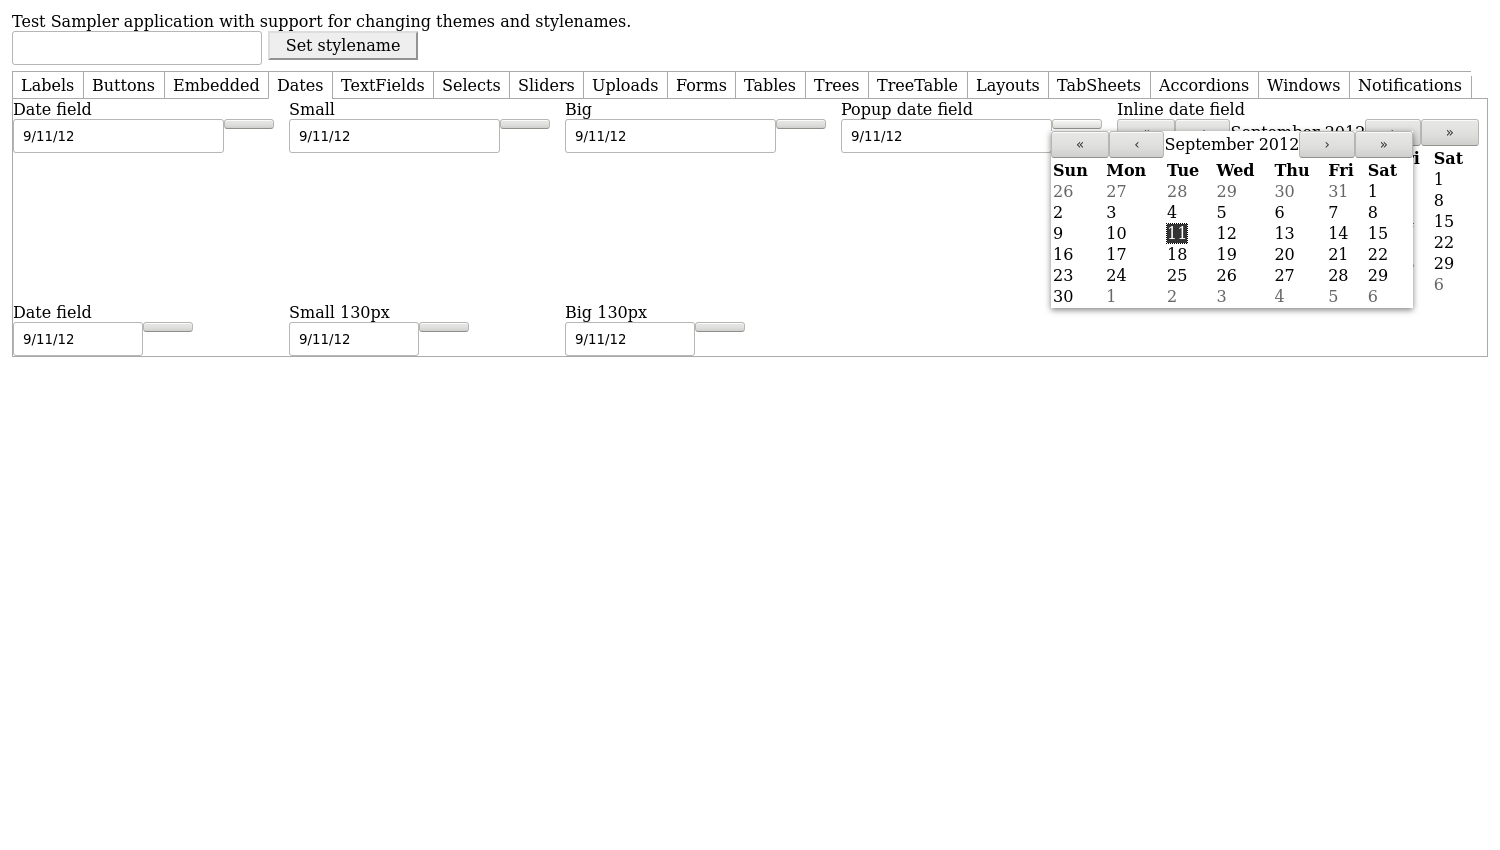 Test Sampler application with support for changing themes and stylenames.
Set stylename
Labels Buttons Embedded Dates TextFields Selects Sliders Uploads Forms Tables Trees TreeTable Layouts TabSheets Accordions Windows Notifications
Date field Small Big Popup date field Inline date field
9/11/12 9/11/12 9/11/12 9/11/12
« ‹ September 2012 › »
Sun Mon Tue Wed Thu Fri Sat
26 27 28 29 30 31 1
2 3 4 5 6 7 8
9 10 11 12 13 14 15
16 17 18 19 20 21 22
23 24 25 26 27 28 29
30 1 2 3 4 5 6
September 2012 »
Sat
1
8
15
22
29
6
Date field Small 130px Big 130px
9/11/12 9/11/12 9/11/12